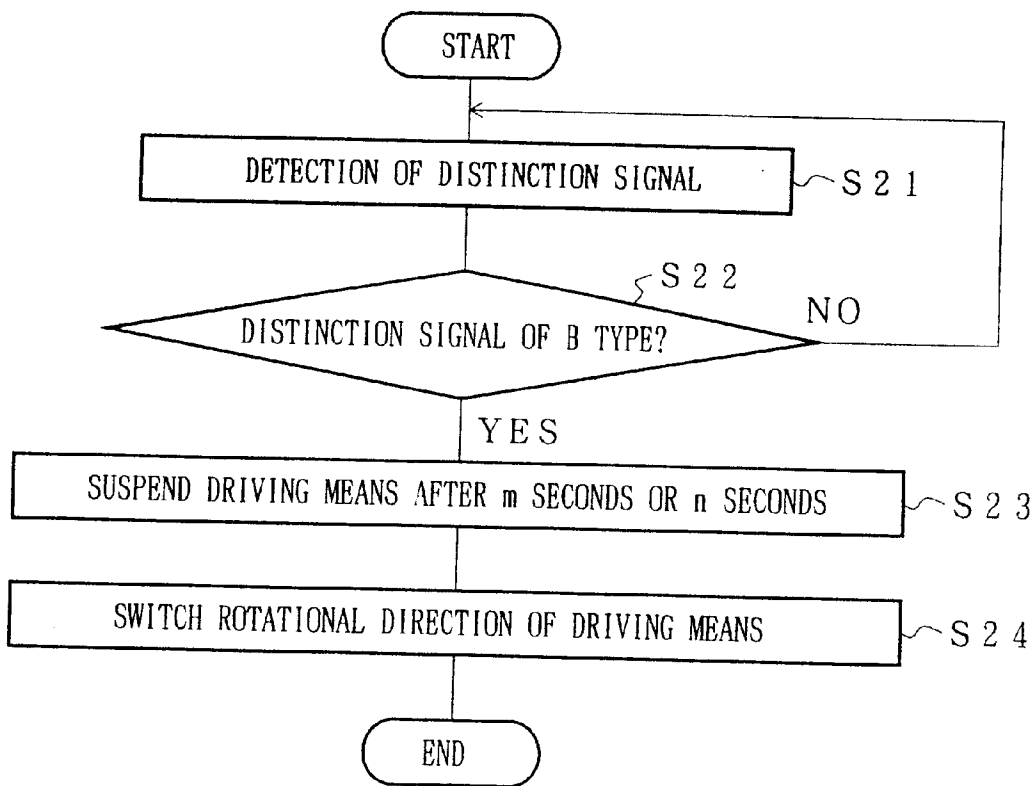 START
DETECTION OF DISTINCTION SIGNAL
S21
S22
DISTINCTION SIGNAL OF B TYPE?
NO
YES
SUSPEND DRIVING MEANS AFTER m SECONDS OR n SECONDS
S23
SWITCH ROTATIONAL DIRECTION OF DRIVING MEANS
S24
END